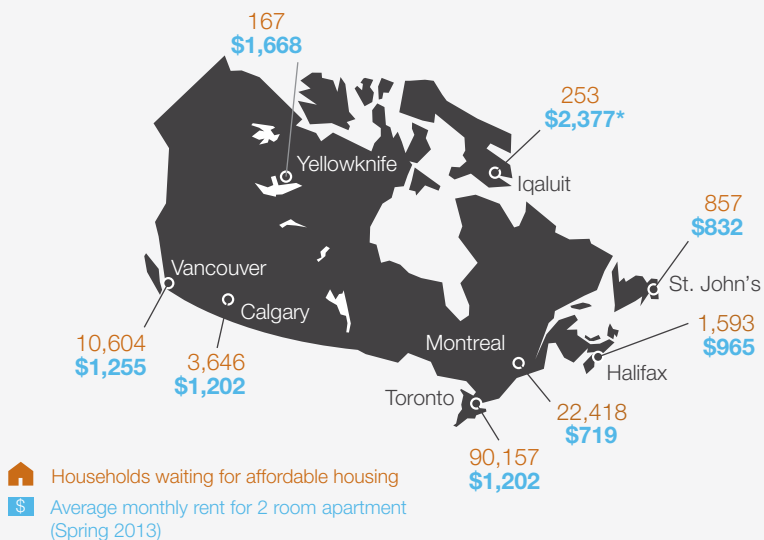 167
$1,668
253
$2,377*
Yellowknife
Iqaluit
857
$832
Vancouver
St. John's
Calgary
10,604
$1,255
3,646
$1,202
Montreal
1,593
$965
Halifax
Toronto
22,418
$719
90,157
$1,202
Households waiting for affordable housing
$
Average monthly rent for 2 room apartment
(Spring 2013)